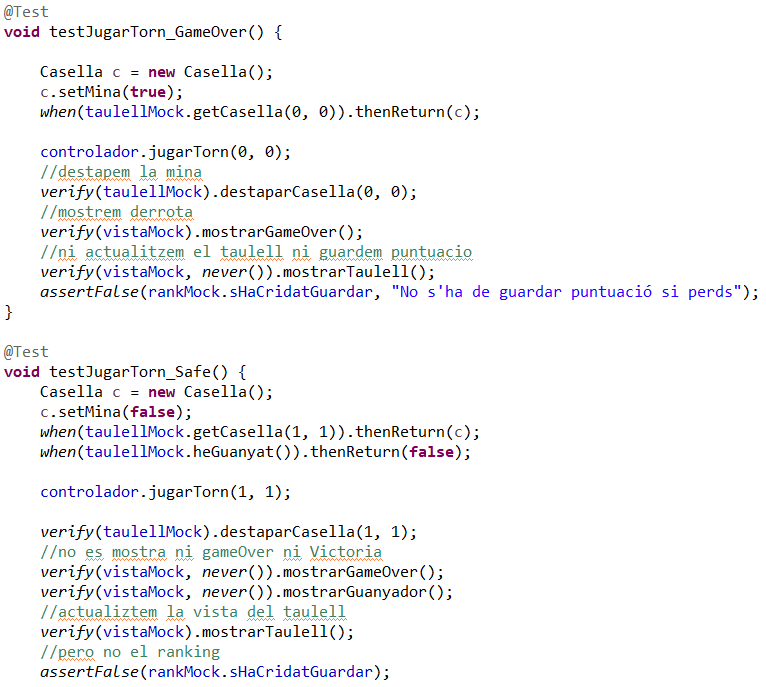 @Test
void testJugarTorn_GameOver() {
Casella c = new Casella();
c.setMina(true);
when(taulellMock.getCasella(0, 0)).thenReturn(c);
controlador.jugarTorn(0, 0);
//destapem la mina
verify(taulellMock).destaparCasella(0, 0);
//mostrem derrota
verify(vistaMock).mostrarGameOver();
//ni actualitzem el taulell ni guardem puntuacio
verify(vistaMock, never()).mostrarTaulell();
assertFalse(rankMock.sHaCridatGuardar, "No s'ha de guardar puntuació si perds");
}
@Test
void testJugarTorn_Safe() {
Casella c = new Casella();
c.setMina(false);
when(taulellMock.getCasella(1, 1)).thenReturn(c);
when(taulellMock.heGuanyat()).thenReturn(false);
controlador.jugarTorn(1, 1);
verify(taulellMock).destaparCasella(1, 1);
//no es mostra ni gameOver ni Victoria
verify(vistaMock, never()).mostrarGameOver();
verify(vistaMock, never()).mostrarGuanyador();
//actualiztem la vista del taulell
verify(vistaMock).mostrarTaulell();
//pero no el ranking
assertFalse(rankMock.sHaCridatGuardar);